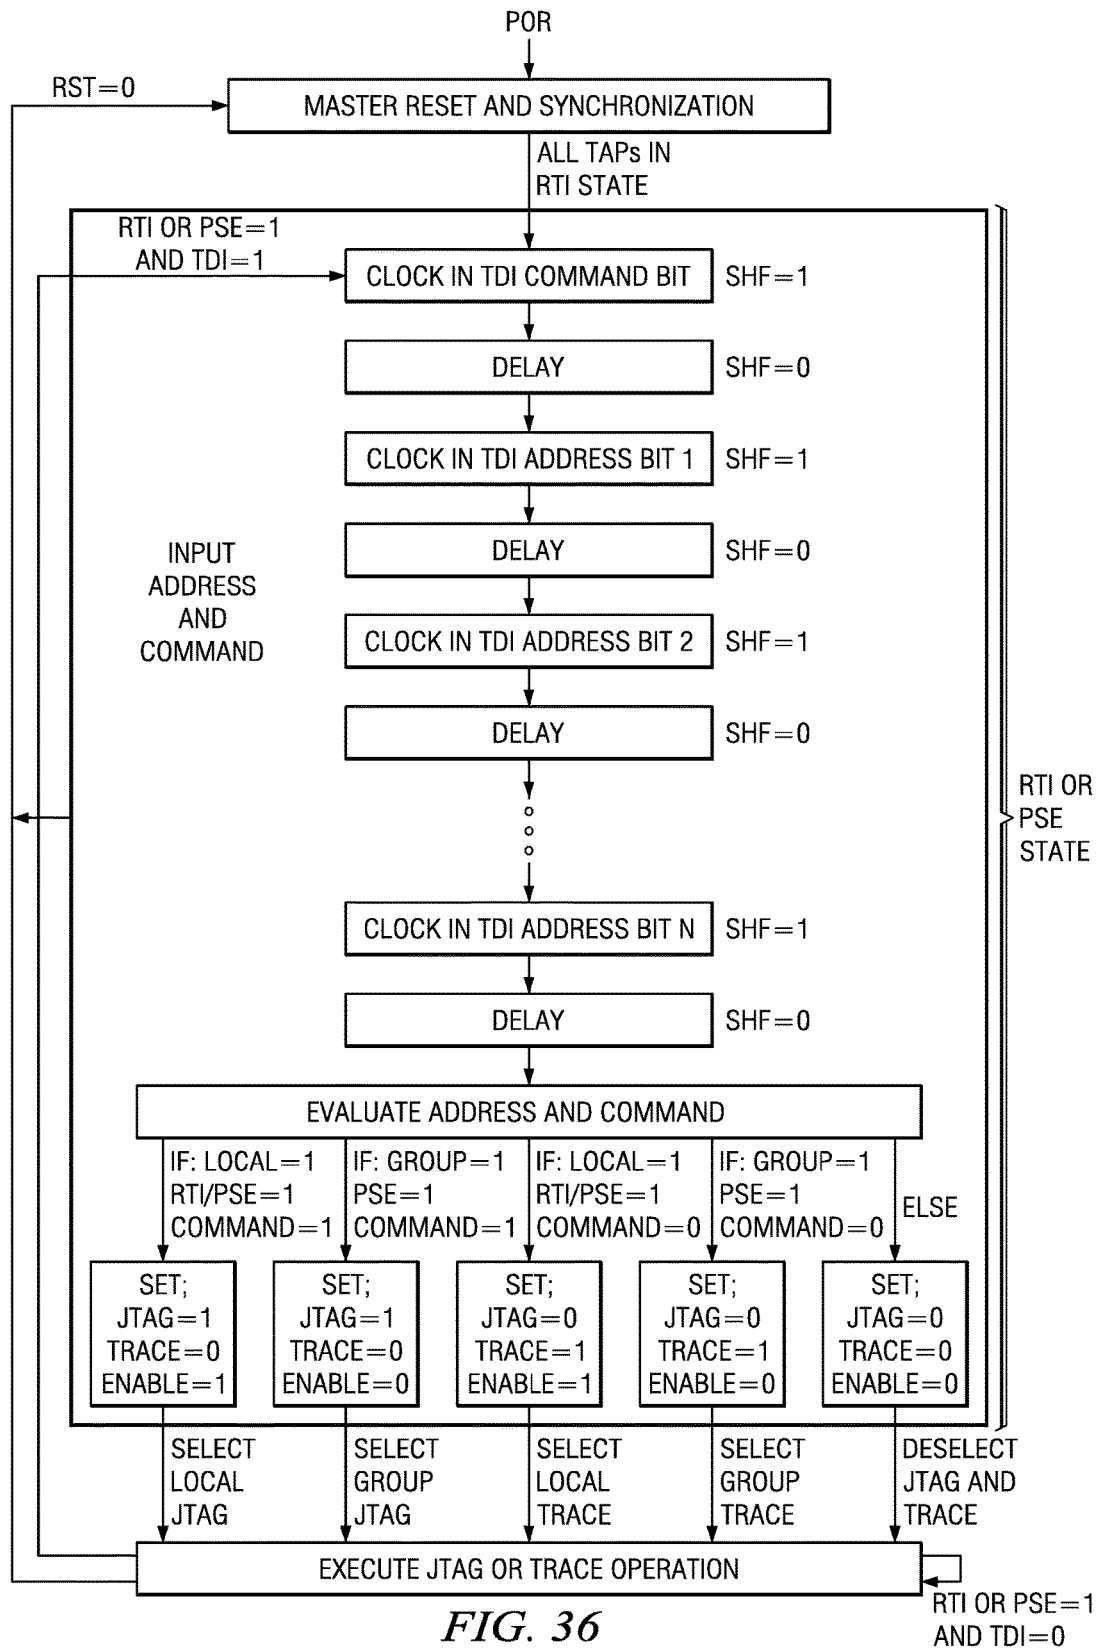 POR
RST=0
MASTER RESET AND SYNCHRONIZATION
ALL TAPs IN
RTI STATE
RTI OR PSE=1
AND TDI=1
CLOCK IN TDI COMMAND BIT
SHF=1
DELAY
SHF=0
CLOCK IN TDI ADDRESS BIT 1
SHF=1
DELAY
SHF=0
INPUT
ADDRESS
AND
COMMAND
CLOCK IN TDI ADDRESS BIT 2
SHF=1
DELAY
SHF=0
RTI OR
PSE
STATE
CLOCK IN TDI ADDRESS BIT N
SHF=1
DELAY
SHF=0
EVALUATE ADDRESS AND COMMAND
IF: LOCAL=1
RTI/PSE=1
COMMAND=1
IF: GROUP=1
PSE=1
COMMAND=1
IF: LOCAL=1
RTI/PSE=1
COMMAND=0
IF: GROUP=1
PSE=1
COMMAND=0
ELSE
SET;
JTAG=1
TRACE=0
ENABLE=1
SET;
JTAG=1
TRACE=0
ENABLE=0
SET;
JTAG=0
TRACE=1
ENABLE=1
SET;
JTAG=0
TRACE=1
ENABLE=0
SET;
JTAG=0
TRACE=0
ENABLE=0
SELECT
LOCAL
JTAG
SELECT
GROUP
JTAG
SELECT
LOCAL
TRACE
SELECT
GROUP
TRACE
DESELECT
JTAG AND
TRACE
EXECUTE JTAG OR TRACE OPERATION
RTI OR PSE=1
AND TDI=0
FIG. 36